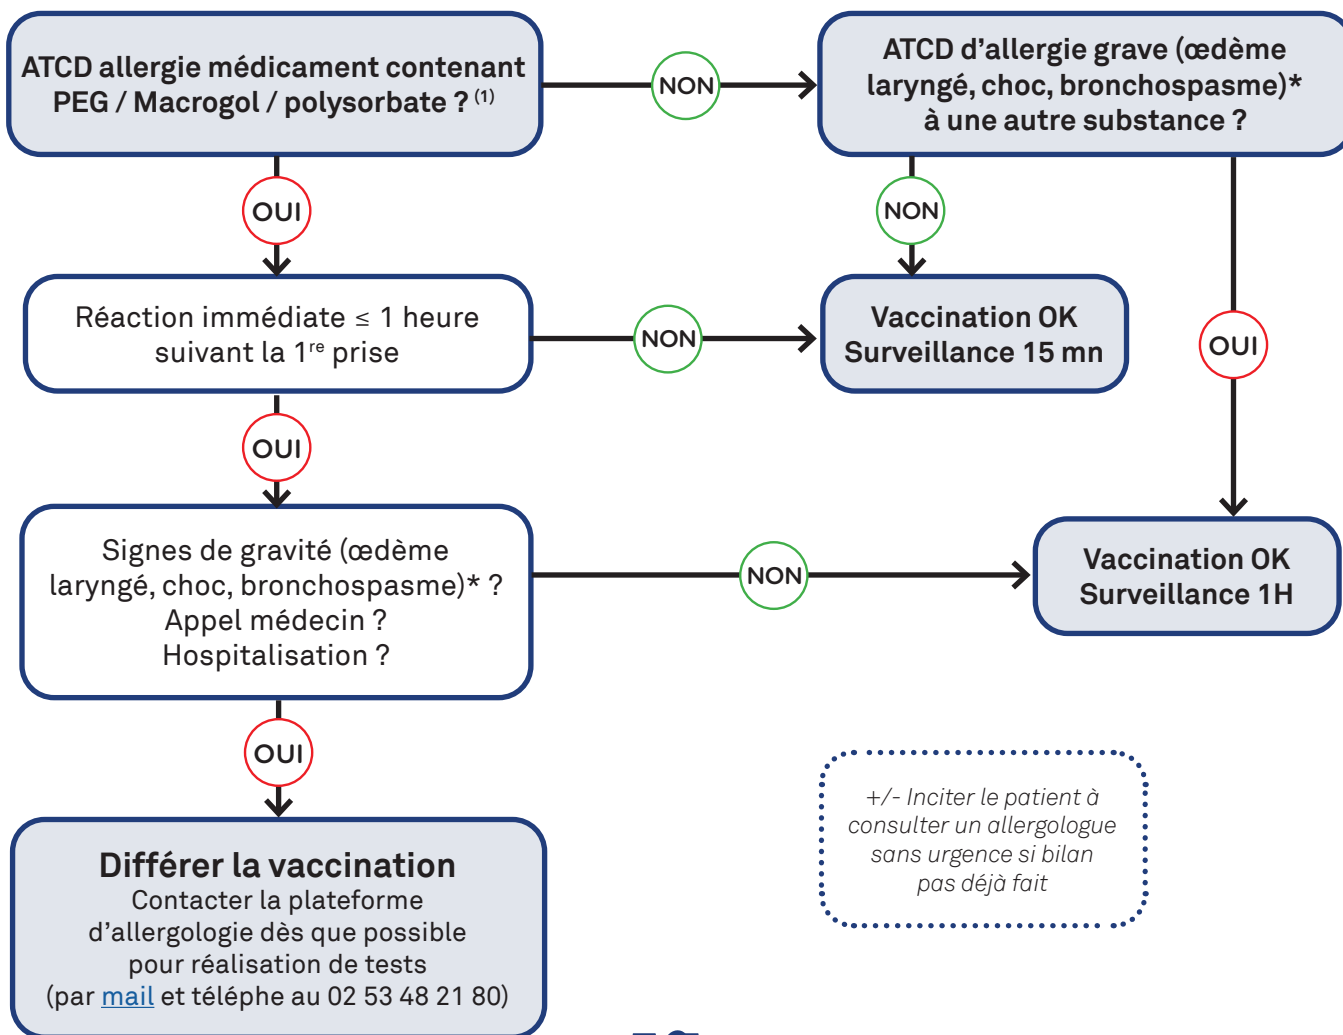 ATCD allergie médicament contenant
PEG / Macrogol / polysorbate ? (1)
NON
ATCD d’allergie grave (œdème
laryngé, choc, bronchospasme)*
à une autre substance ?
OUI
NON
Réaction immédiate ≤ 1 heure
suivant la 1re prise
NON
Vaccination OK
Surveillance 15 mn
OUI
OUI
Signes de gravité (œdème
laryngé, choc, bronchospasme)* ?
Appel médecin ?
Hospitalisation ?
NON
Vaccination OK
Surveillance 1H
OUI
Différer la vaccination
Contacter la plateforme
d’allergologie dès que possible
pour réalisation de tests
(par mail et téléphe au 02 53 48 21 80)
+/- Inciter le patient à
consulter un allergologue
sans urgence si bilan
pas déjà fait